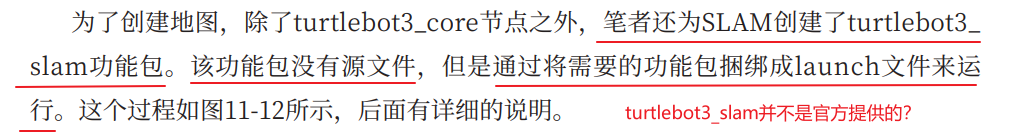 为了创建地图，除了turtlebot3_core节点之外，笔者还为SLAM创建了turtlebot3_
slam功能包。该功能包没有源文件，但是通过将需要的功能包捆绑成launch文件来运
行。这个过程如图11-12所示，后面有详细的说明。
turtlebot3_slam并不是官方提供的？